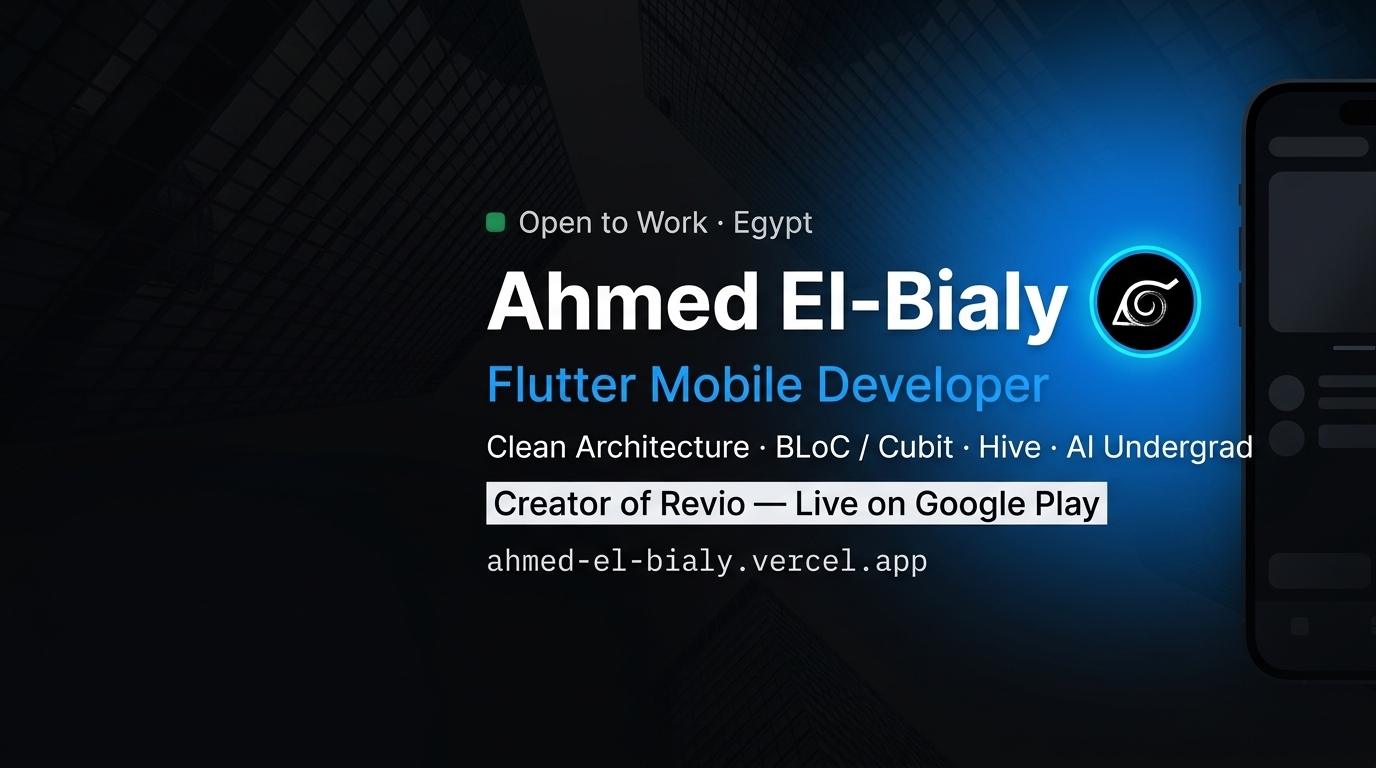 Open to Work · Egypt
Ahmed El-Bialy
Flutter Mobile Developer
Clean Architecture · BLoC / Cubit · Hive · AI Undergrad
Creator of Revio — Live on Google Play
ahmed-el-bialy.vercel.app